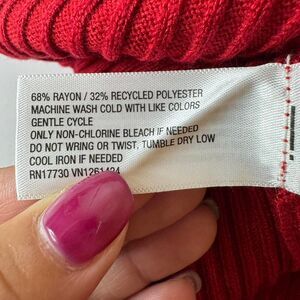 68% RAYON / 32% RECYCLED POLYESTER
MACHINE WASH COLD WITH LIKE COLORS
GENTLE CYCLE
ONLY NON-CHLORINE BLEACH IF NEEDED
DO NOT WRING OR TWIST, TUMBLE DRY LOW
COOL IRON IF NEEDED
RN17730 VN1261424